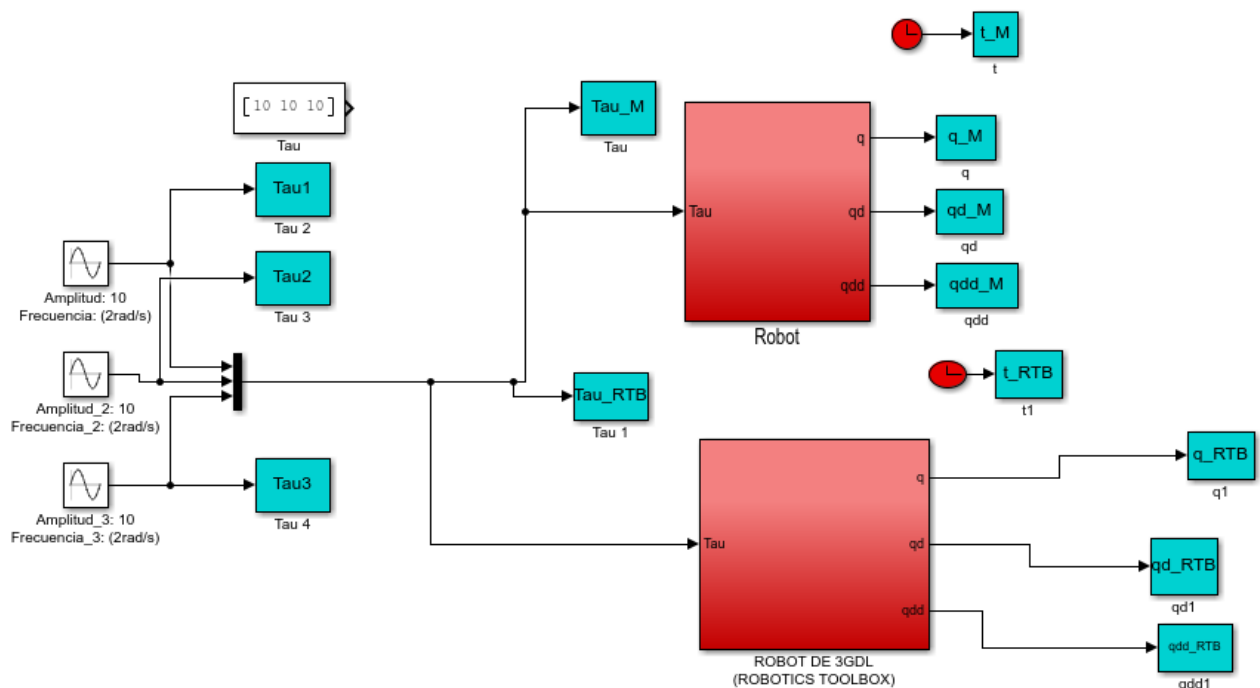 t_M
t
[10 10 10]
Tau
Tau_M
Tau
Tau1
Tau 2
Tau
q
qd
qdd
Robot
q_M
q
qd_M
qd
qdd_M
qdd
Amplitud: 10
Frecuencia: (2rad/s)
Tau2
Tau 3
Amplitud_2: 10
Frecuencia_2: (2rad/s)
Tau_RTB
Tau 1
t_RTB
t1
Amplitud_3: 10
Frecuencia_3: (2rad/s)
Tau3
Tau 4
Tau
q
qd
qdd
ROBOT DE 3GDL
(ROBOTICS TOOLBOX)
q_RTB
q1
qd_RTB
qd1
qdd_RTB
qdd1